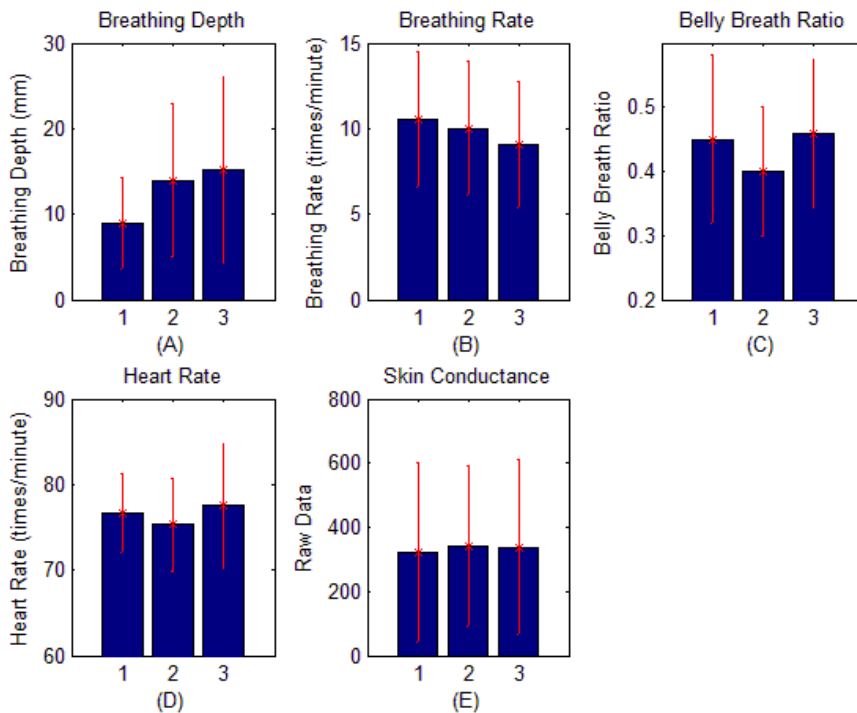 Breathing Depth
Breathing Depth (mm)
30
20
10
0
1 2 3
(A)
Breathing Rate
Breathing Rate (times/minute)
15
10
5
0
1 2 3
(B)
Belly Breath Ratio
Belly Breath Ratio
0.5
0.4
0.3
0.2
1 2 3
(C)
Heart Rate
Heart Rate (times/minute)
90
80
70
60
1 2 3
(D)
Skin Conductance
Raw Data
800
600
400
200
0
1 2 3
(E)